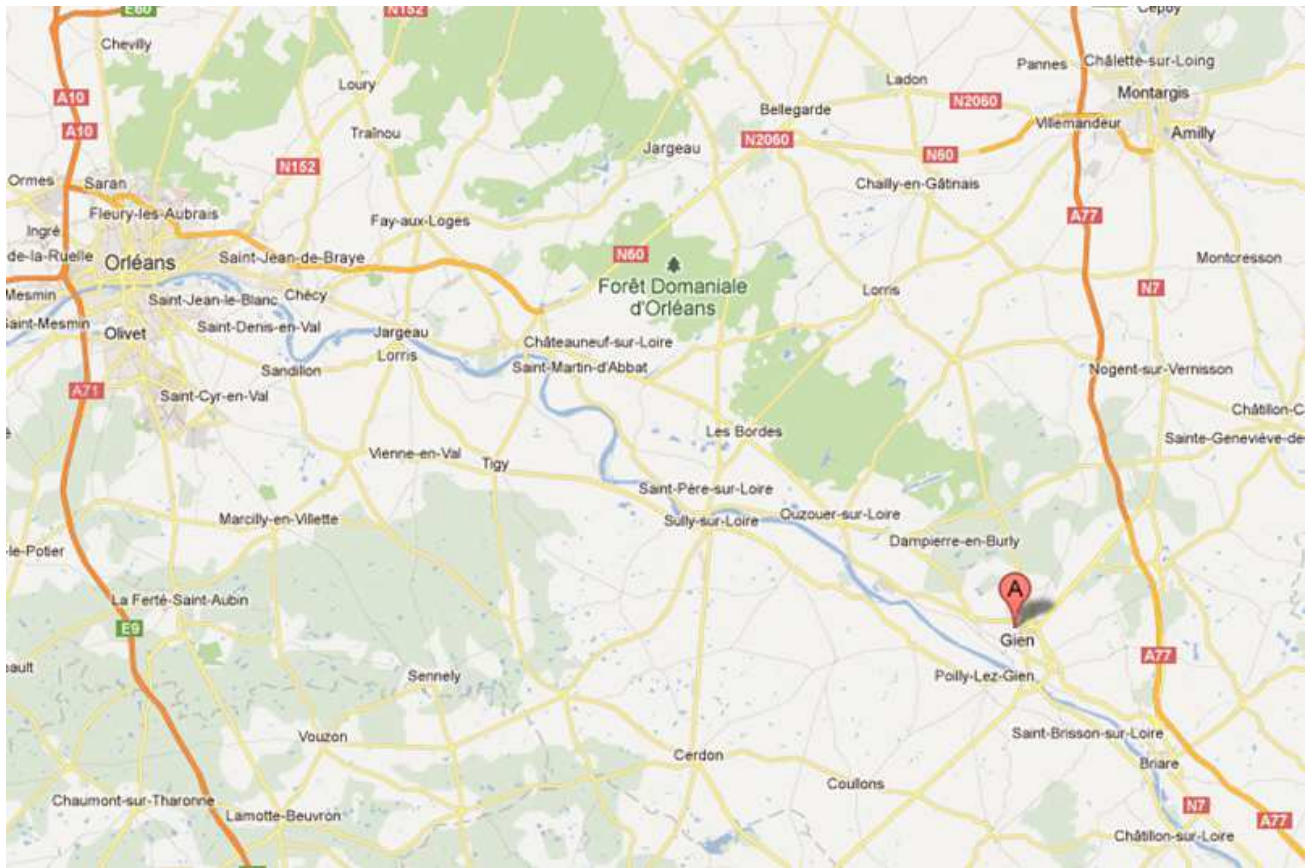 E60
N152
Cepoy
Chevilly
Pannes
Châlette-sur-Loing
Loury
Ladon
A10
N2060
Montargis
Bellegarde
A10
Traînou
Villemandeur
Amilly
N2060
Jargeau
N60
N152
Ormes
Saran
Chailly-en-Gâtinais
Fleury-les-Aubrais
Fay-aux-Loges
A77
Ingré
de-la-Ruelle
Orléans
Saint-Jean-de-Braye
N60
Montcresson
Forêt Domaniale
d'Orléans
Mesmin
Saint-Jean-le-Blanc
Chécy
Lorris
N7
Saint-Mesmin
Olivet
Saint-Denis-en-Val
Jargeau
Châteauneuf-sur-Loire
Lorris
Sandillon
Saint-Martin-d'Abbat
Nogent-sur-Vernisson
A71
Saint-Cyr-en-Val
Châtillon-C
Les Bordes
Sainte-Geneviève-des
Vienne-en-Val
Tigy
Saint-Père-sur-Loire
Marcilly-en-Villette
Sully-sur-Loire
Ouzouer-sur-Loire
Dampierre-en-Burly
-le-Potier
A
La Ferté-Saint-Aubin
E9
Gien
A77
ault
Sennely
Poilly-Lez-Gien
Vouzon
Saint-Brisson-sur-Loire
Cerdon
Briare
Coullons
Chaumont-sur-Tharonne
N7
Lamotte-Beuvron
A77
Châtillon-sur-Loire